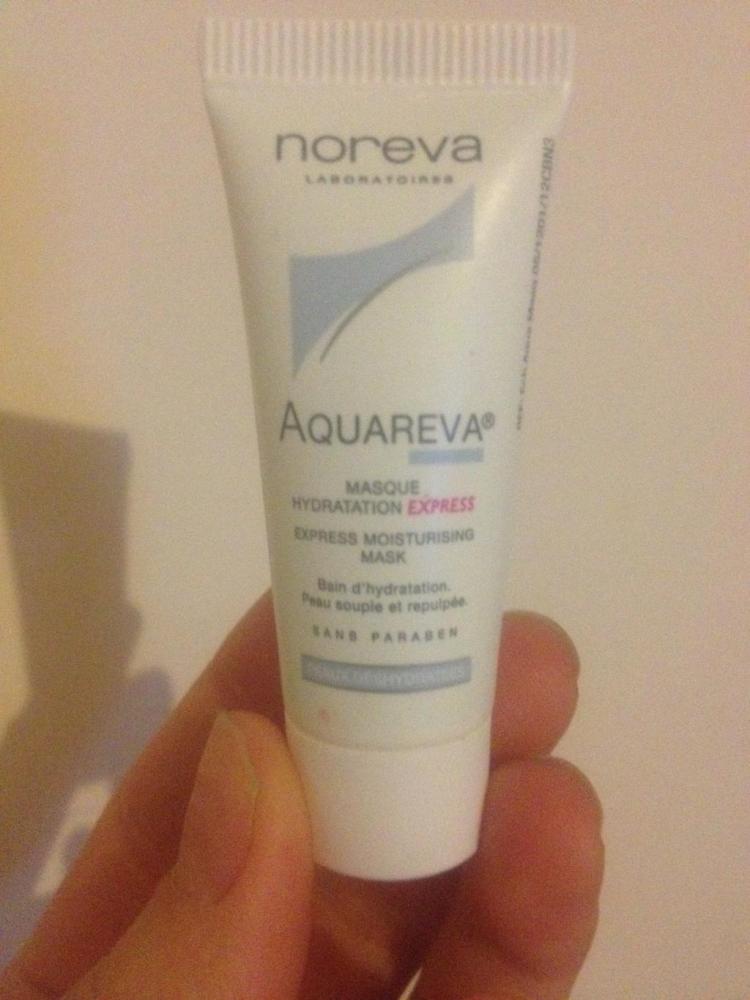 noreva
LABORATOIRES
AQUAREVA®
MASQUE
HYDRATATION EXPRESS
EXPRESS MOISTURISING
MASK
Bain d'hydratation.
Peau souple et repulpée.
SANS PARABEN
PEAUX DÉSHYDRATÉES